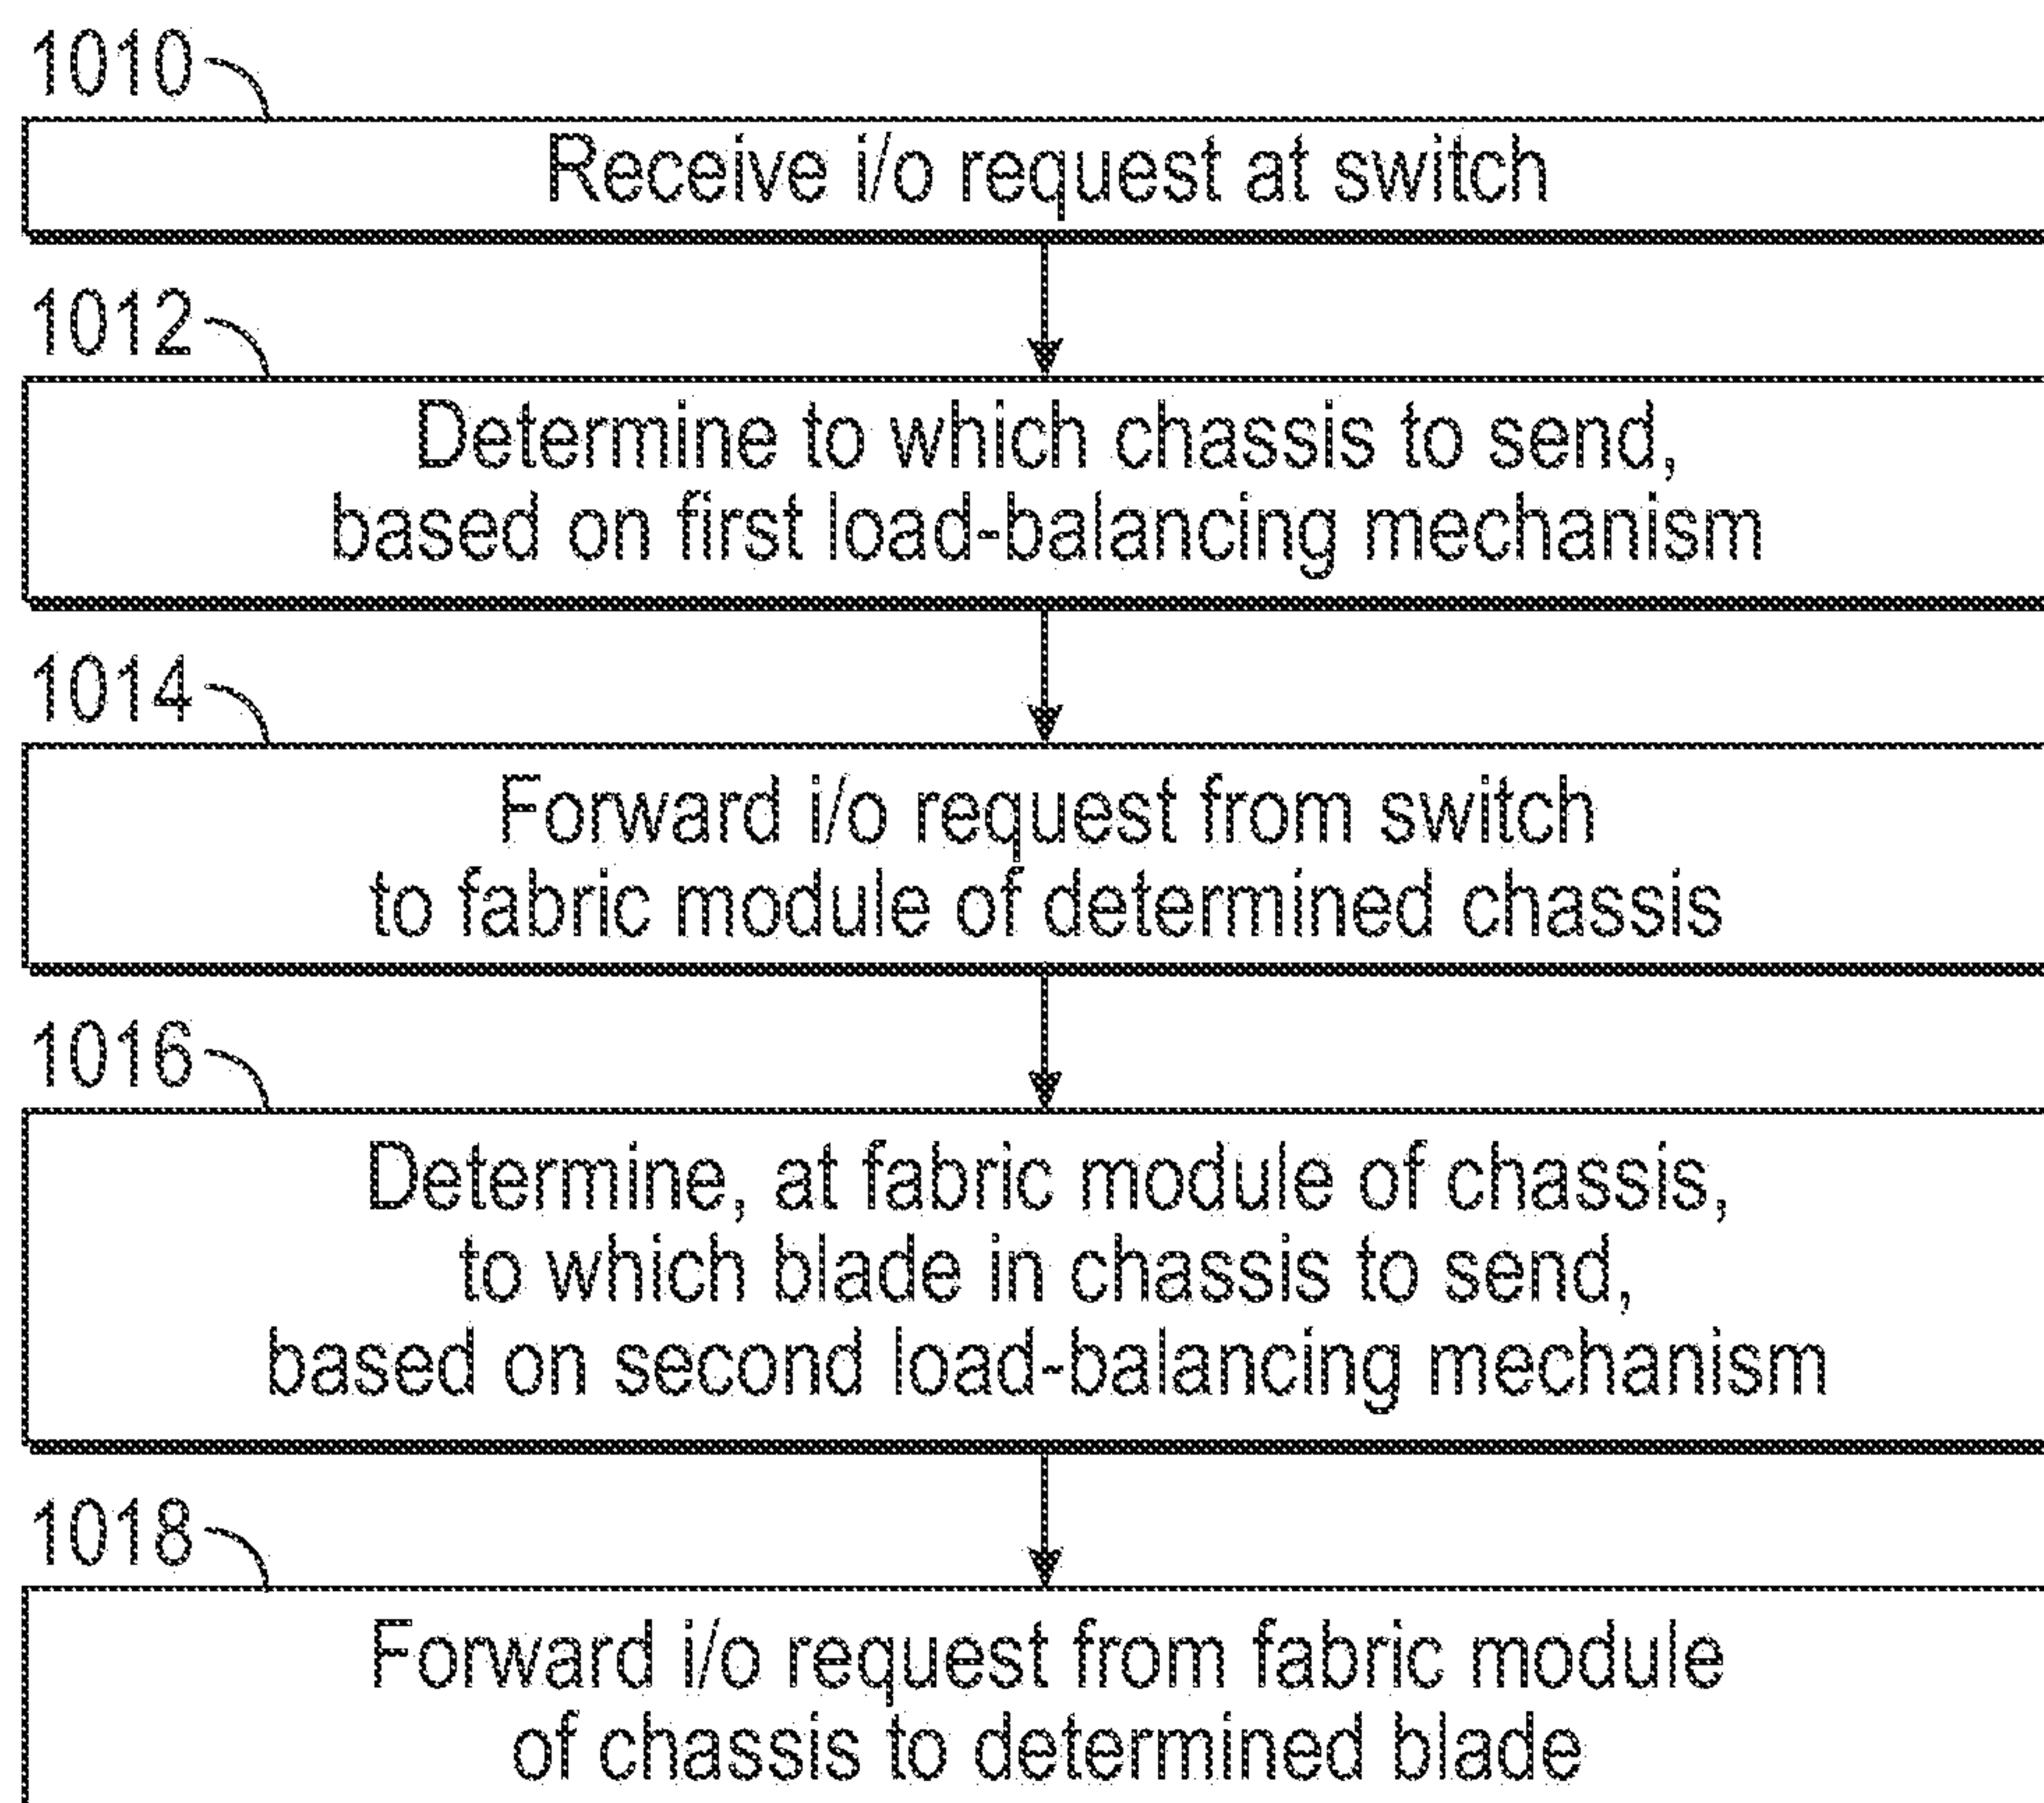 1010
Receive i/o request at switch
1012
Determine to which chassis to send,
based on first load-balancing mechanism
1014
Forward i/o request from switch
to fabric module of determined chassis
1016
Determine, at fabric module of chassis,
to which blade in chassis to send,
based on second load-balancing mechanism
1018
Forward i/o request from fabric module
of chassis to determined blade